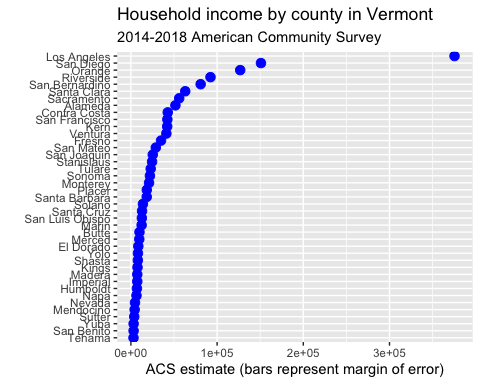 Household income by county in Vermont
2014-2018 American Community Survey
Los Angeles
San Diego
Orange
Riverside
San Bernardino
Santa Clara
Sacramento
Alameda
Contra Costa
San Francisco
Kern
Ventura
Fresno
San Mateo
San Joaquin
Stanislaus
Tulare
Sonoma
Monterey
Placer
Santa Barbara
Solano
Santa Cruz
San Luis Obispo
Marin
Butte
Merced
El Dorado
Yolo
Shasta
Kings
Madera
Imperial
Humboldt
Napa
Nevada
Mendocino
Sutter
Yuba
San Benito
Tehama
0e+00 1e+05 2e+05 3e+05
ACS estimate (bars represent margin of error)